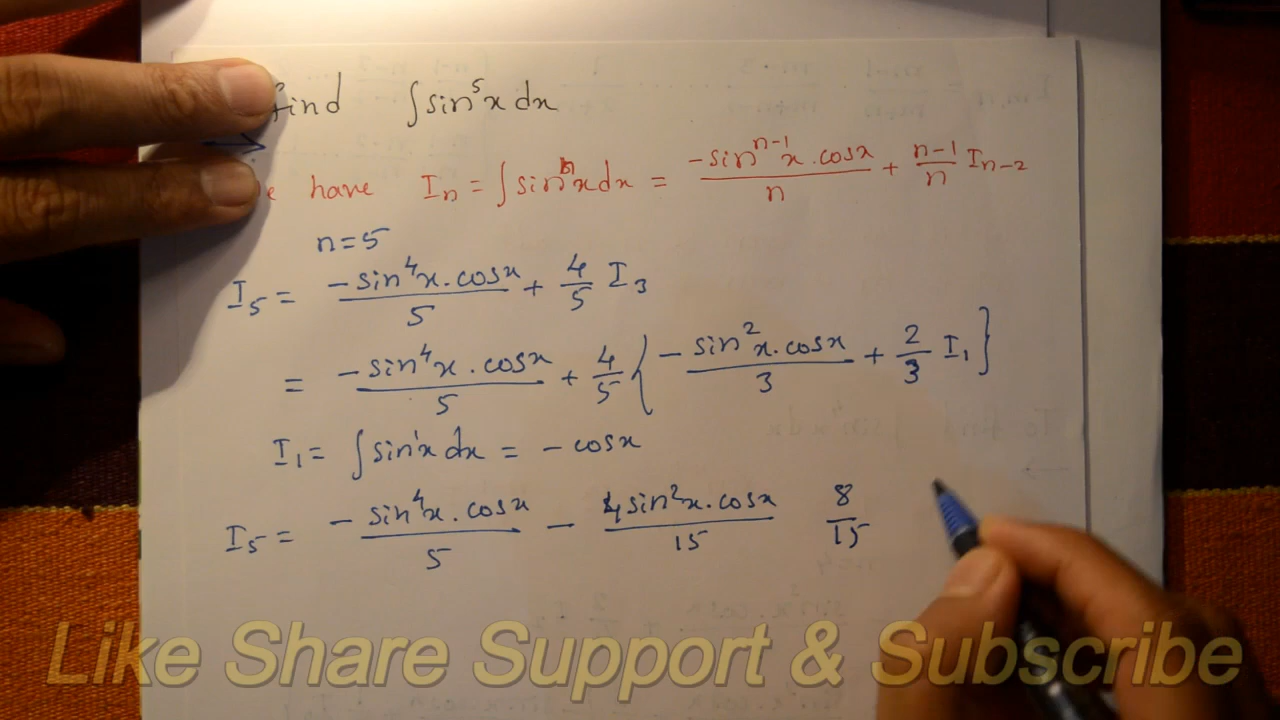 find ∫sin⁵x dx
e have Iₙ = ∫sinⁿx dx = -sinⁿ⁻¹x . cosx / n + n-1 / n Iₙ₋₂
n=5
I₅ = -sin⁴x . cosx / 5 + 4/5 I₃
= -sin⁴x . cosx / 5 + 4/5 { -sin²x . cosx / 3 + 2/3 I₁ }
I₁ = ∫sin¹x dx = - cosx
I₅ = - sin⁴x . cosx / 5 - 4sin²x . cosx / 15 8/15
Like Share Support & Subscribe